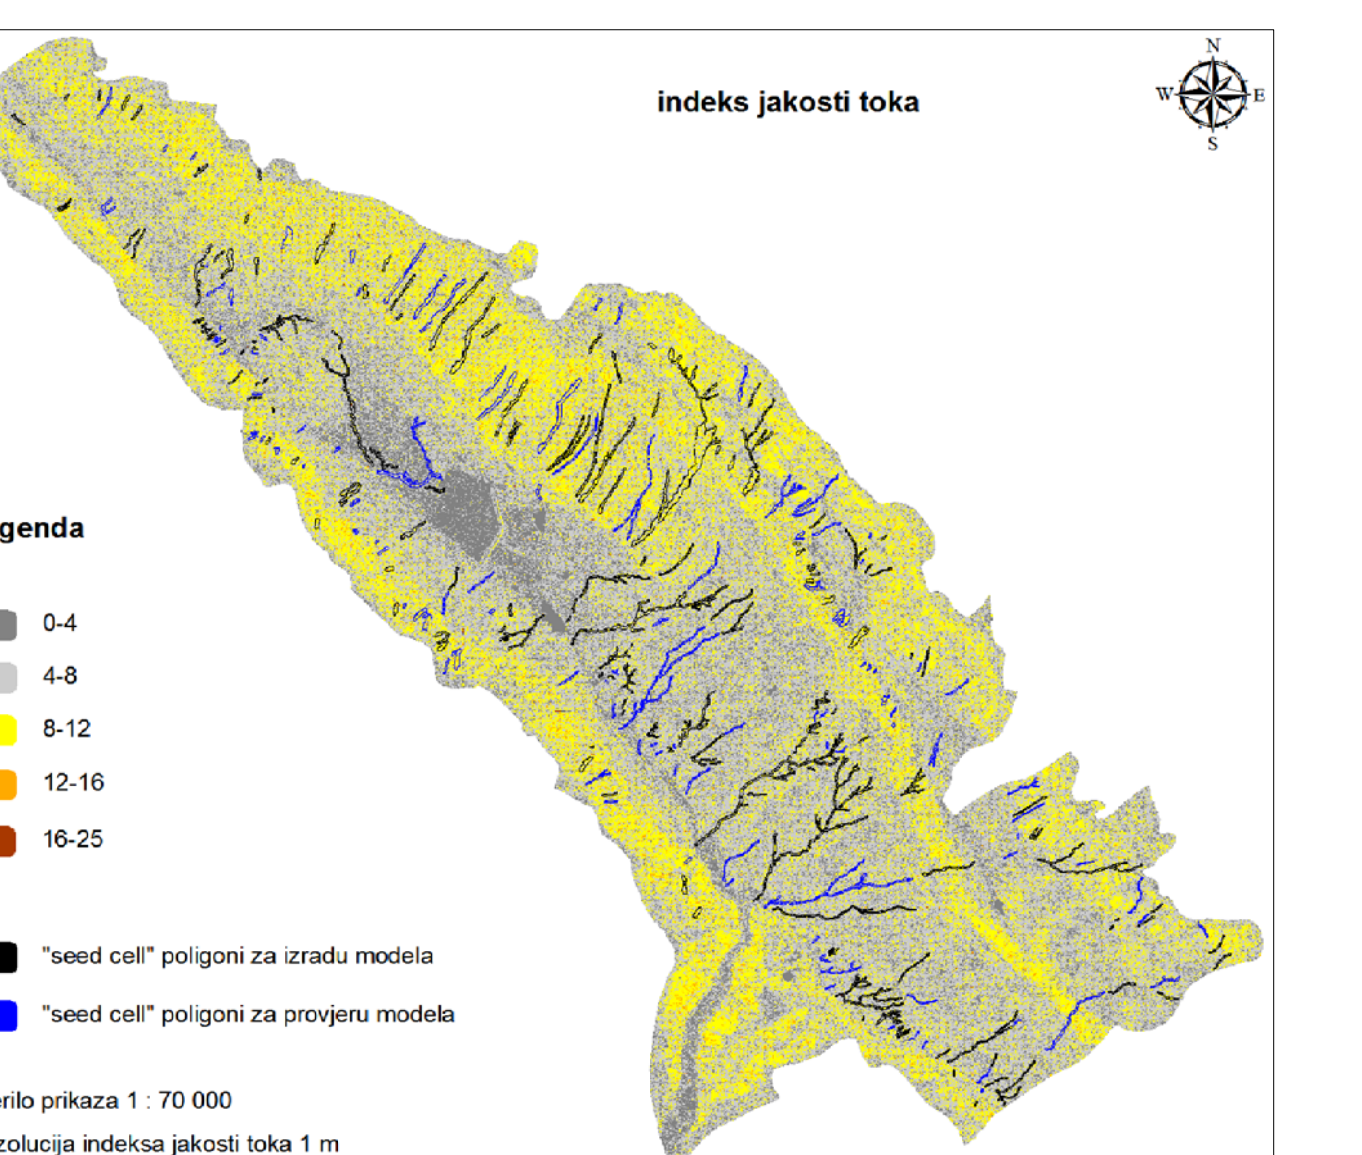 N
indeks jakosti toka
W
E
S
genda
0-4
4-8
8-12
12-16
16-25
"seed cell" poligoni za izradu modela
"seed cell" poligoni za provjeru modela
erilo prikaza 1 : 70 000
zolucija indeksa jakosti toka 1 m